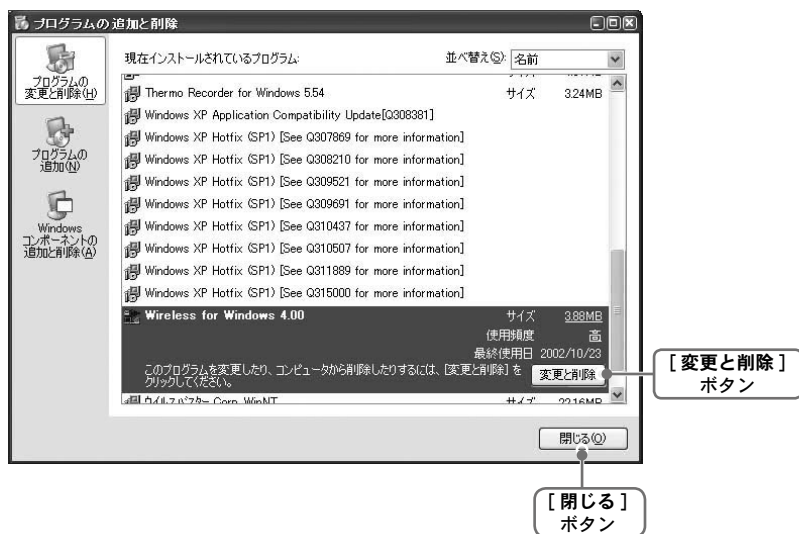 プログラムの追加と削除
プログラムの
変更と削除(H)
プログラムの
追加(N)
Windows
コンポーネントの
追加と削除(A)
現在インストールされているプログラム:
並べ替え(S): 名前
Thermo Recorder for Windows 5.54 サイズ 3.24MB
Windows XP Application Compatibility Update[Q308381]
Windows XP Hotfix (SP1) [See Q307869 for more information]
Windows XP Hotfix (SP1) [See Q308210 for more information]
Windows XP Hotfix (SP1) [See Q309521 for more information]
Windows XP Hotfix (SP1) [See Q309691 for more information]
Windows XP Hotfix (SP1) [See Q310437 for more information]
Windows XP Hotfix (SP1) [See Q310507 for more information]
Windows XP Hotfix (SP1) [See Q311889 for more information]
Windows XP Hotfix (SP1) [See Q315000 for more information]
Wireless for Windows 4.00 サイズ 3.88MB
使用頻度 高
最終使用日 2002/10/23
このプログラムを変更したり、コンピュータから削除したりするには、[変更と削除] を
クリックしてください。
変更と削除
ウイルスバスター Corp. WinNT サイズ 22.16MB
閉じる(O)
[ 変更と削除 ]
ボタン
[ 閉じる ]
ボタン